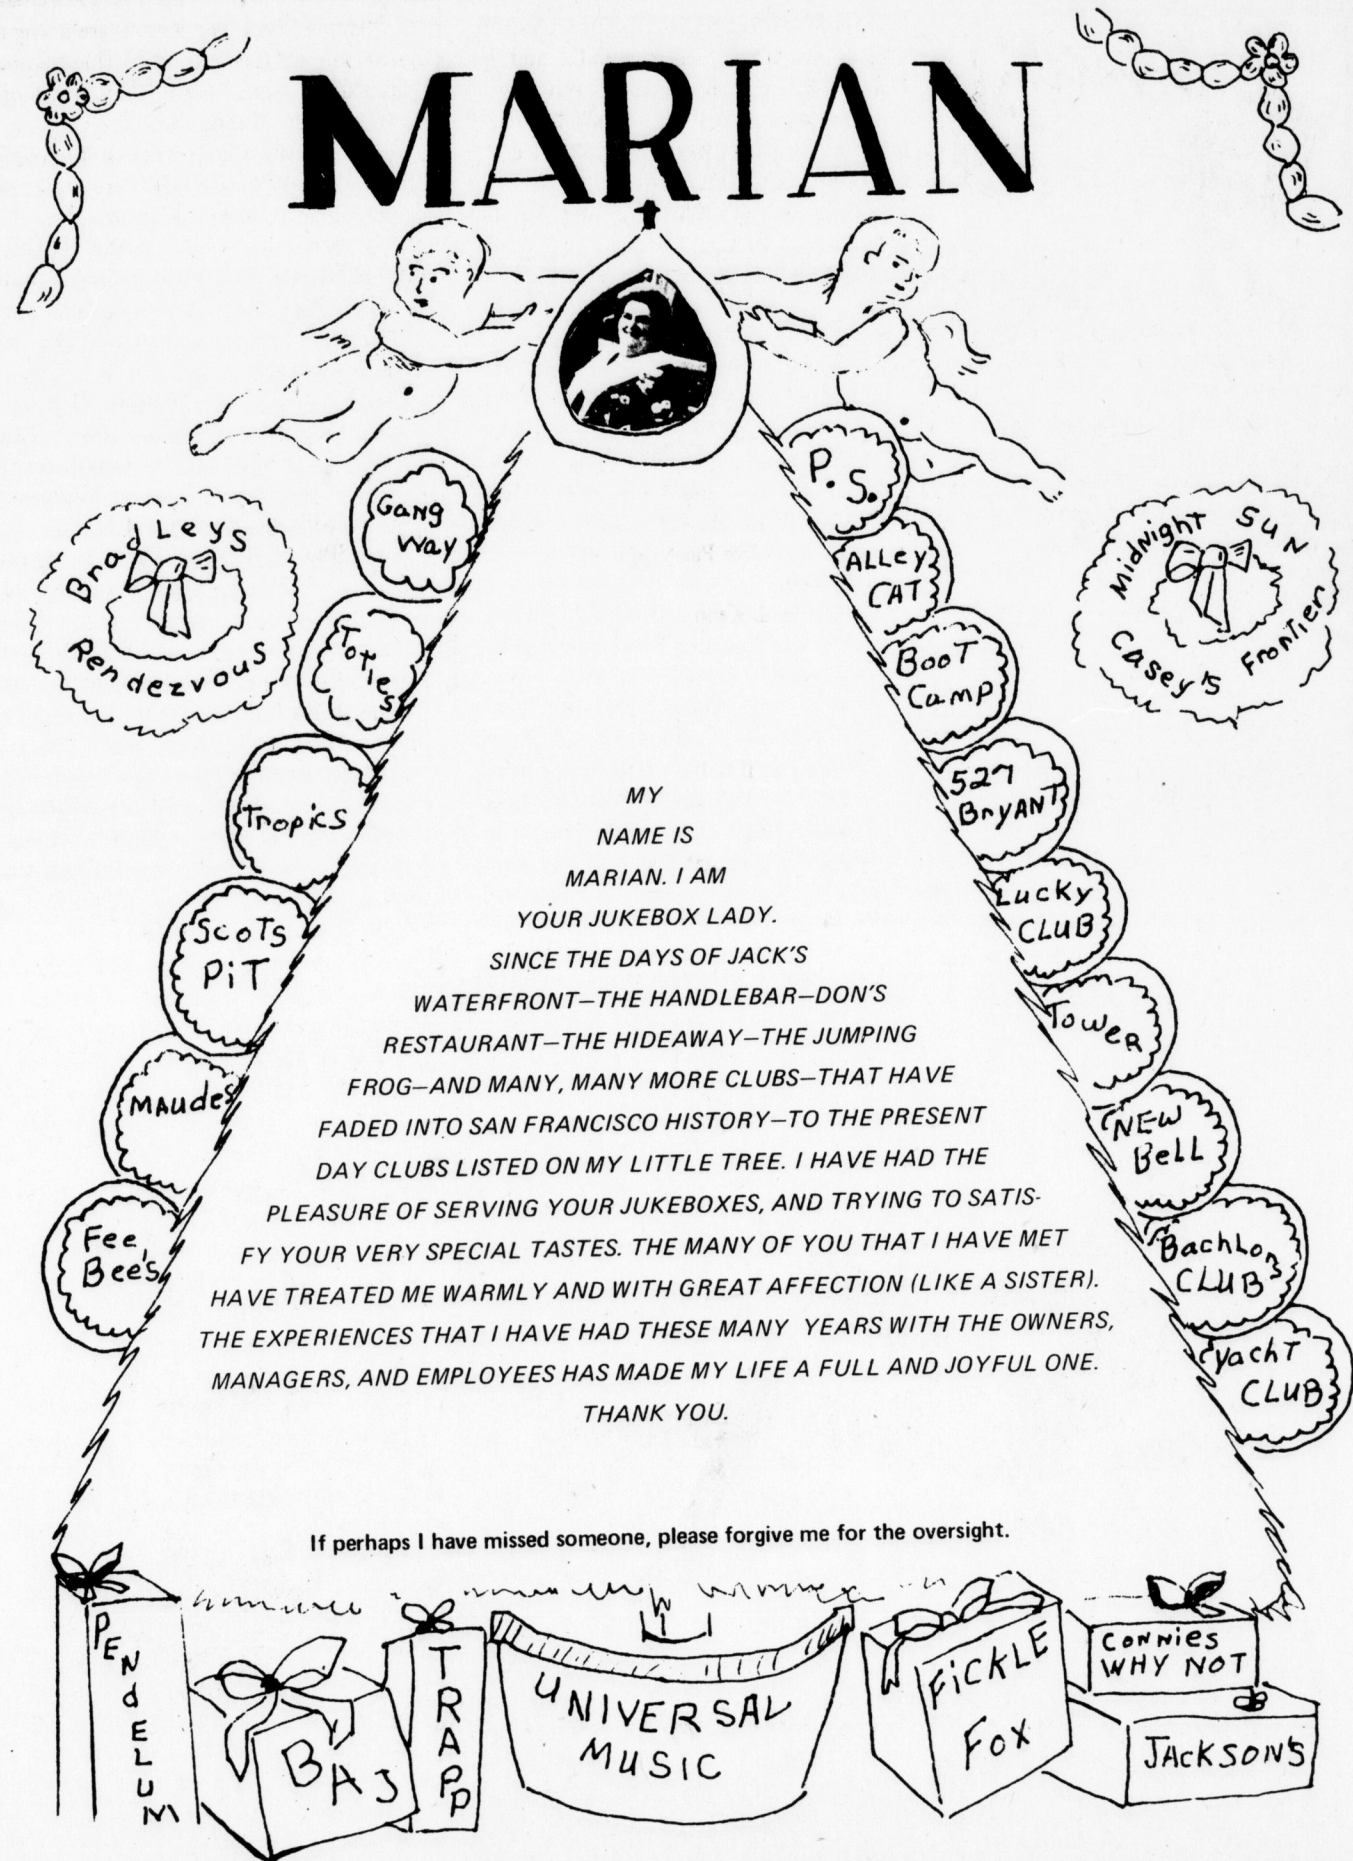 MARIAN
Gang
Way
Toties
Tropics
Scots
PiT
MAudes
Fee
Bee's
BradLeys
Rendezvous
P. S.
ALLey
CAT
BooT
Camp
527
BryANT
Lucky
CLUB
ToweR
NEW
BeLL
BachLors
CLUB
yachT
CLUB
MidNight SUN
Casey's FronTier
MY
NAME IS
MARIAN. I AM
YOUR JUKEBOX LADY.
SINCE THE DAYS OF JACK'S
WATERFRONT—THE HANDLEBAR—DON'S
RESTAURANT—THE HIDEAWAY—THE JUMPING
FROG—AND MANY, MANY MORE CLUBS—THAT HAVE
FADED INTO SAN FRANCISCO HISTORY—TO THE PRESENT
DAY CLUBS LISTED ON MY LITTLE TREE. I HAVE HAD THE
PLEASURE OF SERVING YOUR JUKEBOXES, AND TRYING TO SATIS-
FY YOUR VERY SPECIAL TASTES. THE MANY OF YOU THAT I HAVE MET
HAVE TREATED ME WARMLY AND WITH GREAT AFFECTION (LIKE A SISTER).
THE EXPERIENCES THAT I HAVE HAD THESE MANY YEARS WITH THE OWNERS,
MANAGERS, AND EMPLOYEES HAS MADE MY LIFE A FULL AND JOYFUL ONE.
THANK YOU.
If perhaps I have missed someone, please forgive me for the oversight.
PENdELUM
BAJ
TRAPP
UNIVERSAL
MUSIC
FiCKLE
Fox
CoNNies
WHY NOT
JAcKSON'S